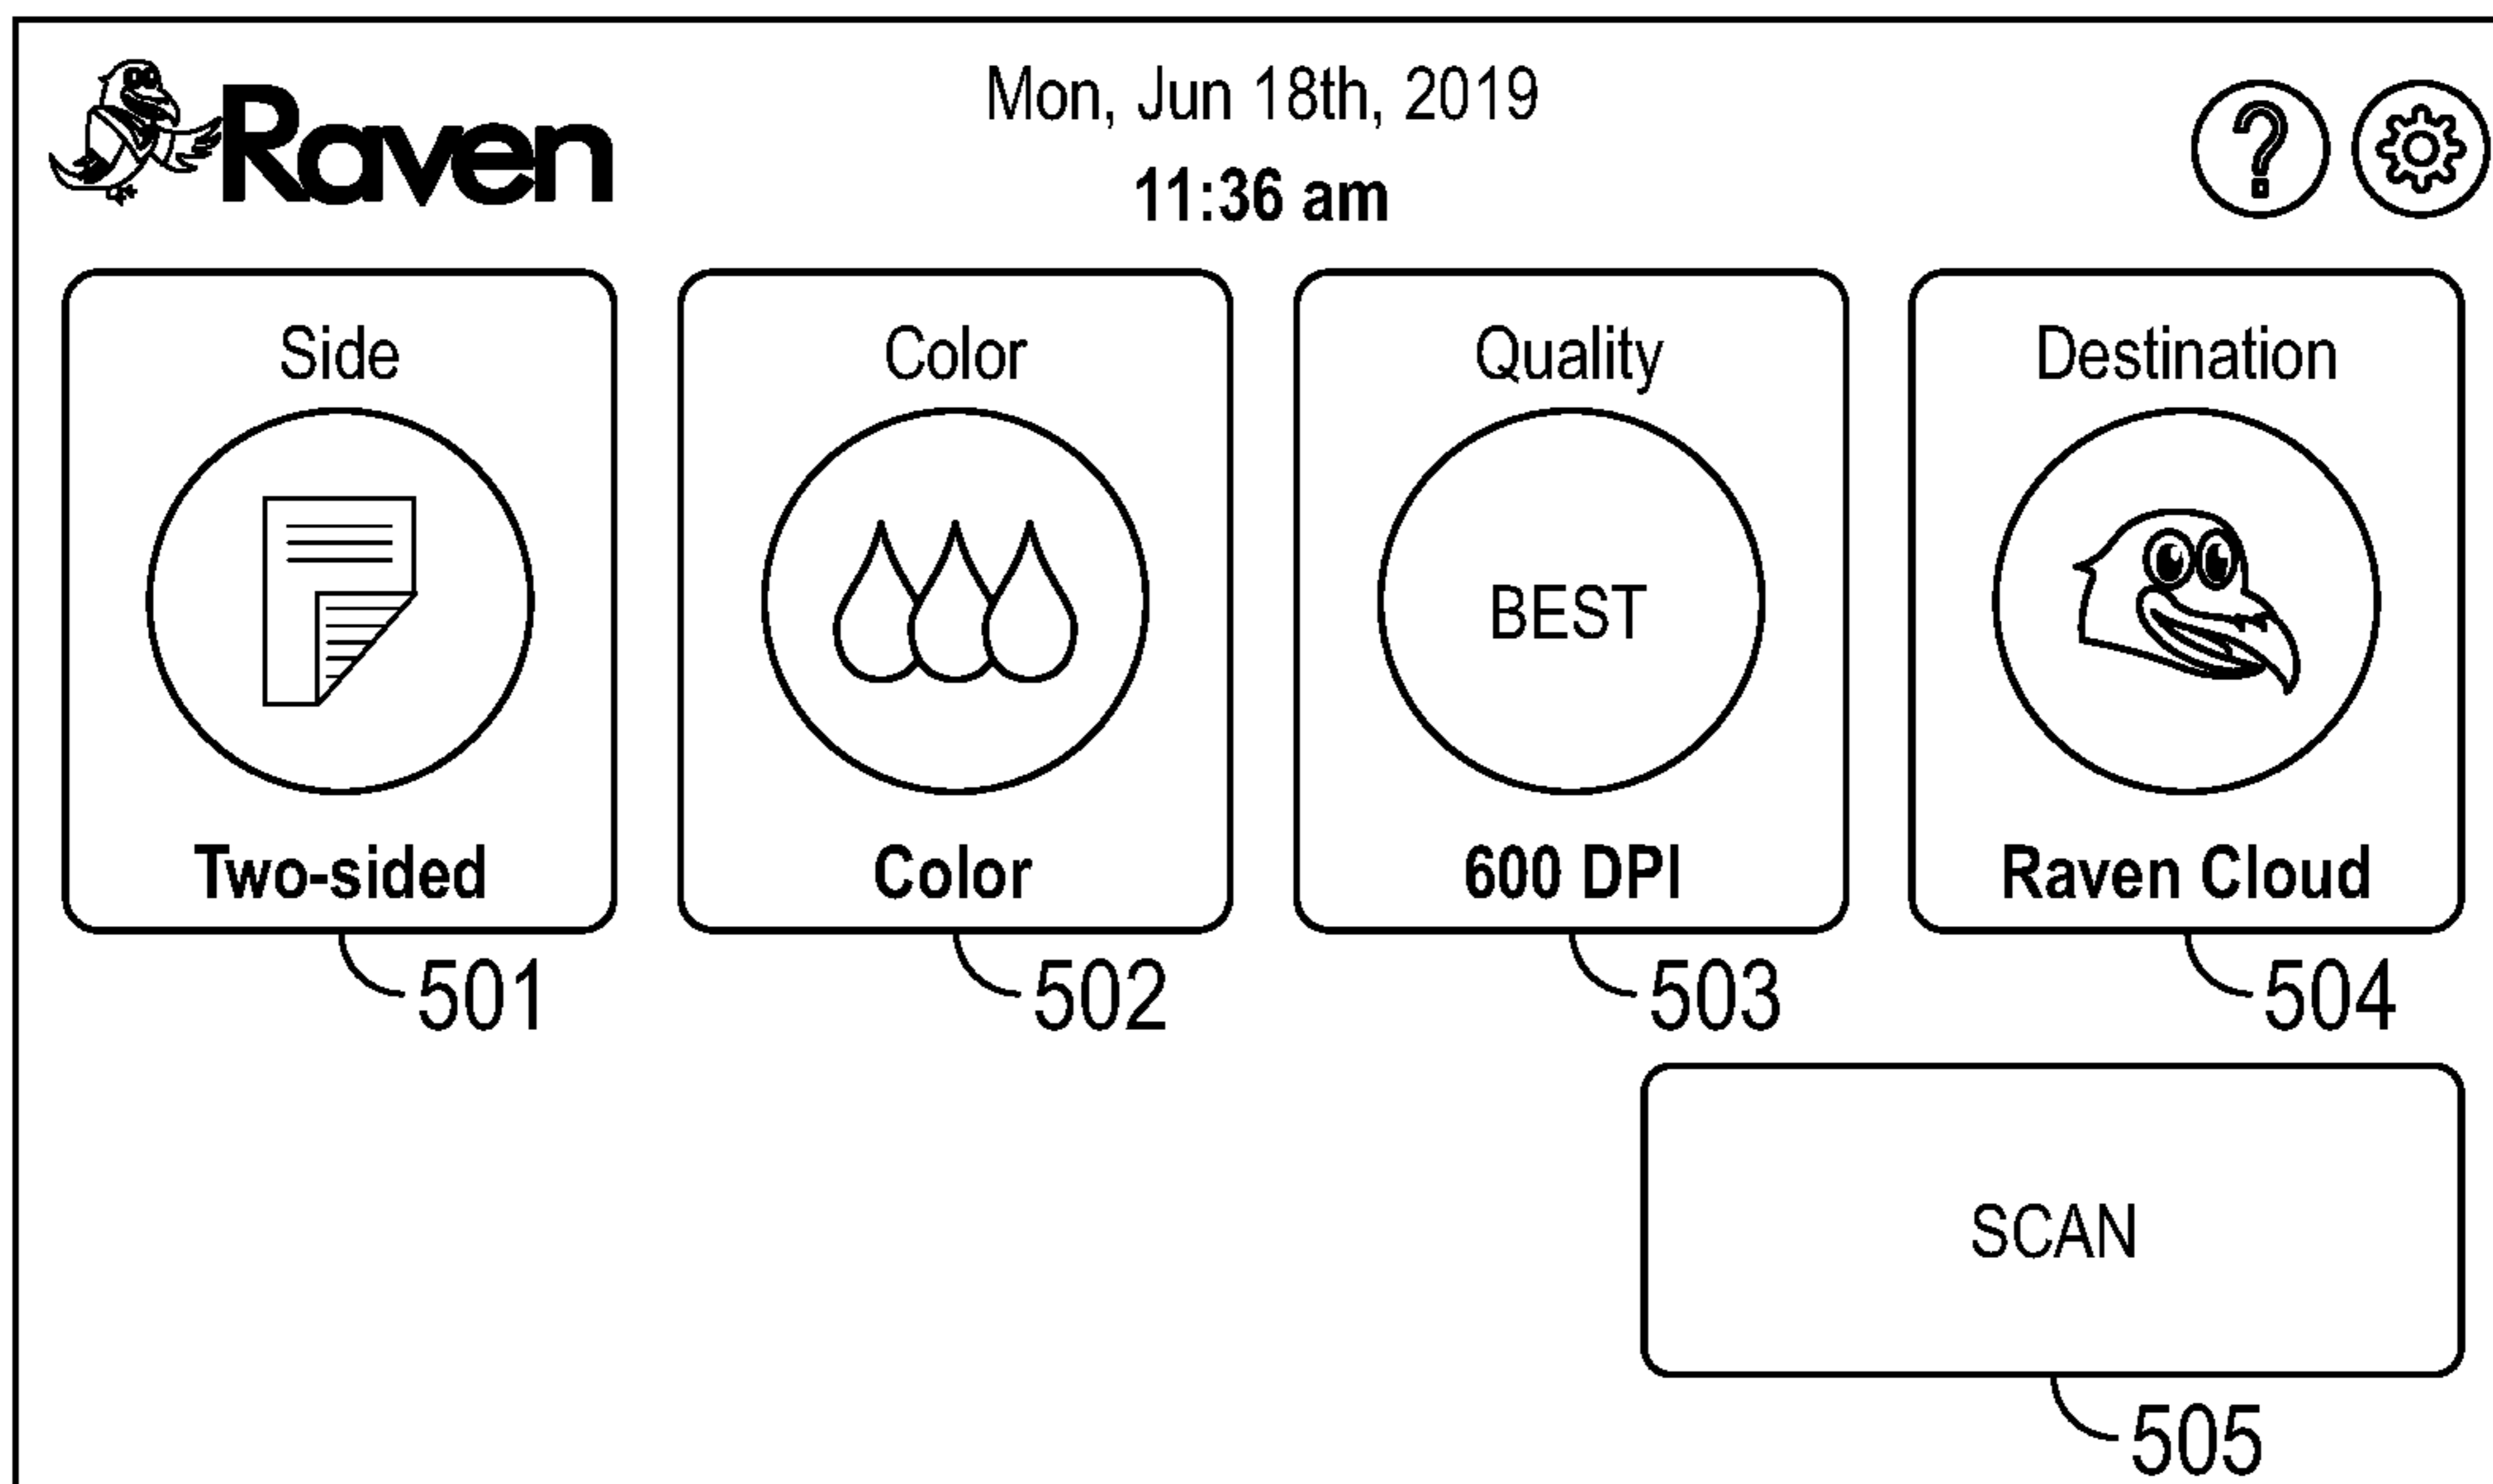 Raven
Mon, Jun 18th, 2019
11:36 am
?
Side
Two-sided
501
Color
Color
502
Quality
BEST
600 DPI
503
Destination
Raven Cloud
504
SCAN
505